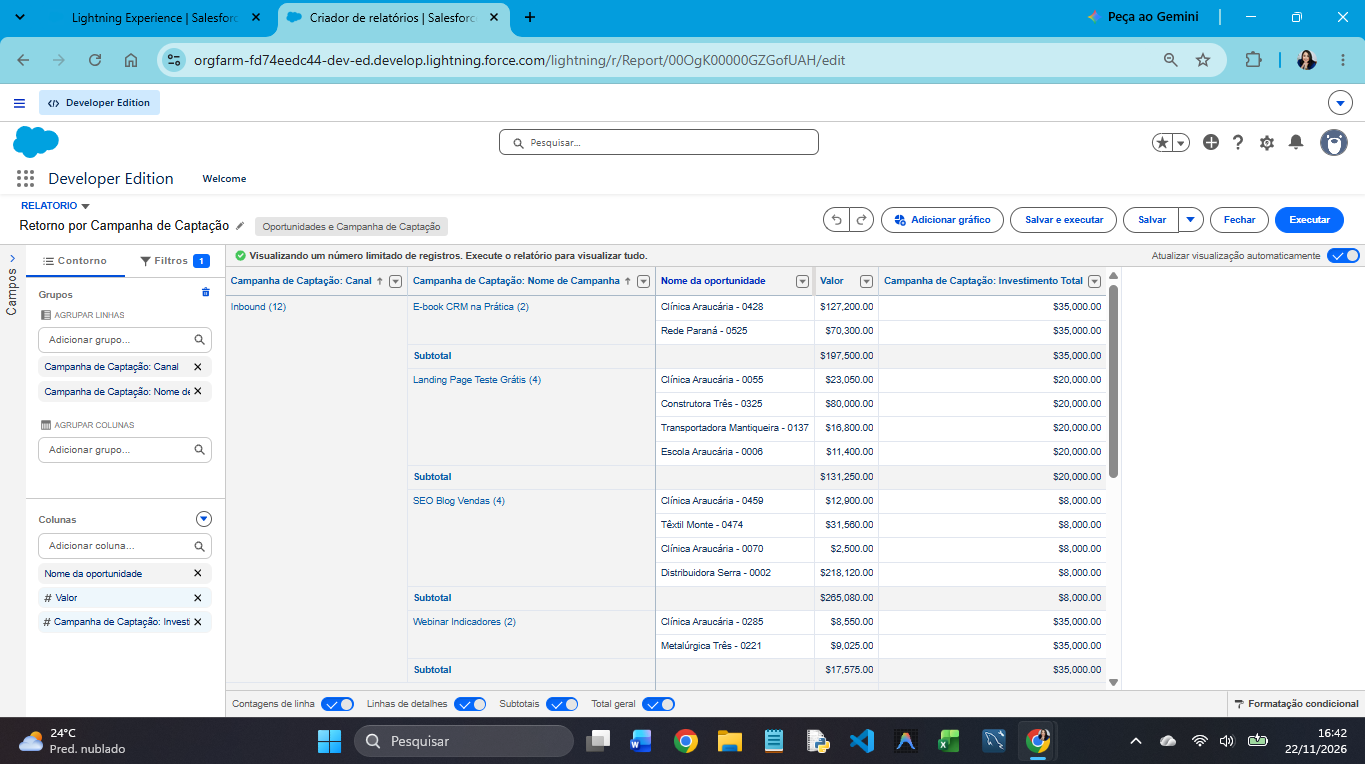 Lightning Experience | Salesforc
Criador de relatórios | Salesforce
Peça ao Gemini
orgfarm-fd74eedc44-dev-ed.develop.lightning.force.com/lightning/r/Report/00OgK00000GZGofUAH/edit
Developer Edition
Pesquisar...
Developer Edition
Welcome
RELATORIO
Retorno por Campanha de Captação
Oportunidades e Campanha de Captação
Adicionar gráfico
Salvar e executar
Salvar
Fechar
Executar
Campos
Contorno
Filtros 1
Visualizando um número limitado de registros. Execute o relatório para visualizar tudo.
Atualizar visualização automaticamente
Grupos
AGRUPAR LINHAS
Adicionar grupo...
Campanha de Captação: Canal
Campanha de Captação: Nome de
AGRUPAR COLUNAS
Adicionar grupo...
Colunas
Adicionar coluna...
Nome da oportunidade
# Valor
# Campanha de Captação: Investi
Campanha de Captação: Canal Campanha de Captação: Nome de Campanha Nome da oportunidade Valor Campanha de Captação: Investimento Total
Inbound (12) E-book CRM na Prática (2) Clínica Araucária - 0428 $127,200.00 $35,000.00
Rede Paraná - 0525 $70,300.00 $35,000.00
Subtotal $197,500.00 $35,000.00
Landing Page Teste Grátis (4) Clínica Araucária - 0055 $23,050.00 $20,000.00
Construtora Três - 0325 $80,000.00 $20,000.00
Transportadora Mantiqueira - 0137 $16,800.00 $20,000.00
Escola Araucária - 0006 $11,400.00 $20,000.00
Subtotal $131,250.00 $20,000.00
SEO Blog Vendas (4) Clínica Araucária - 0459 $12,900.00 $8,000.00
Têxtil Monte - 0474 $31,560.00 $8,000.00
Clínica Araucária - 0070 $2,500.00 $8,000.00
Distribuidora Serra - 0002 $218,120.00 $8,000.00
Subtotal $265,080.00 $8,000.00
Webinar Indicadores (2) Clínica Araucária - 0285 $8,550.00 $35,000.00
Metalúrgica Três - 0221 $9,025.00 $35,000.00
Subtotal $17,575.00 $35,000.00
Contagens de linha
Linhas de detalhes
Subtotais
Total geral
Formatação condicional
24°C
Pred. nublado
Pesquisar
16:42
22/11/2026